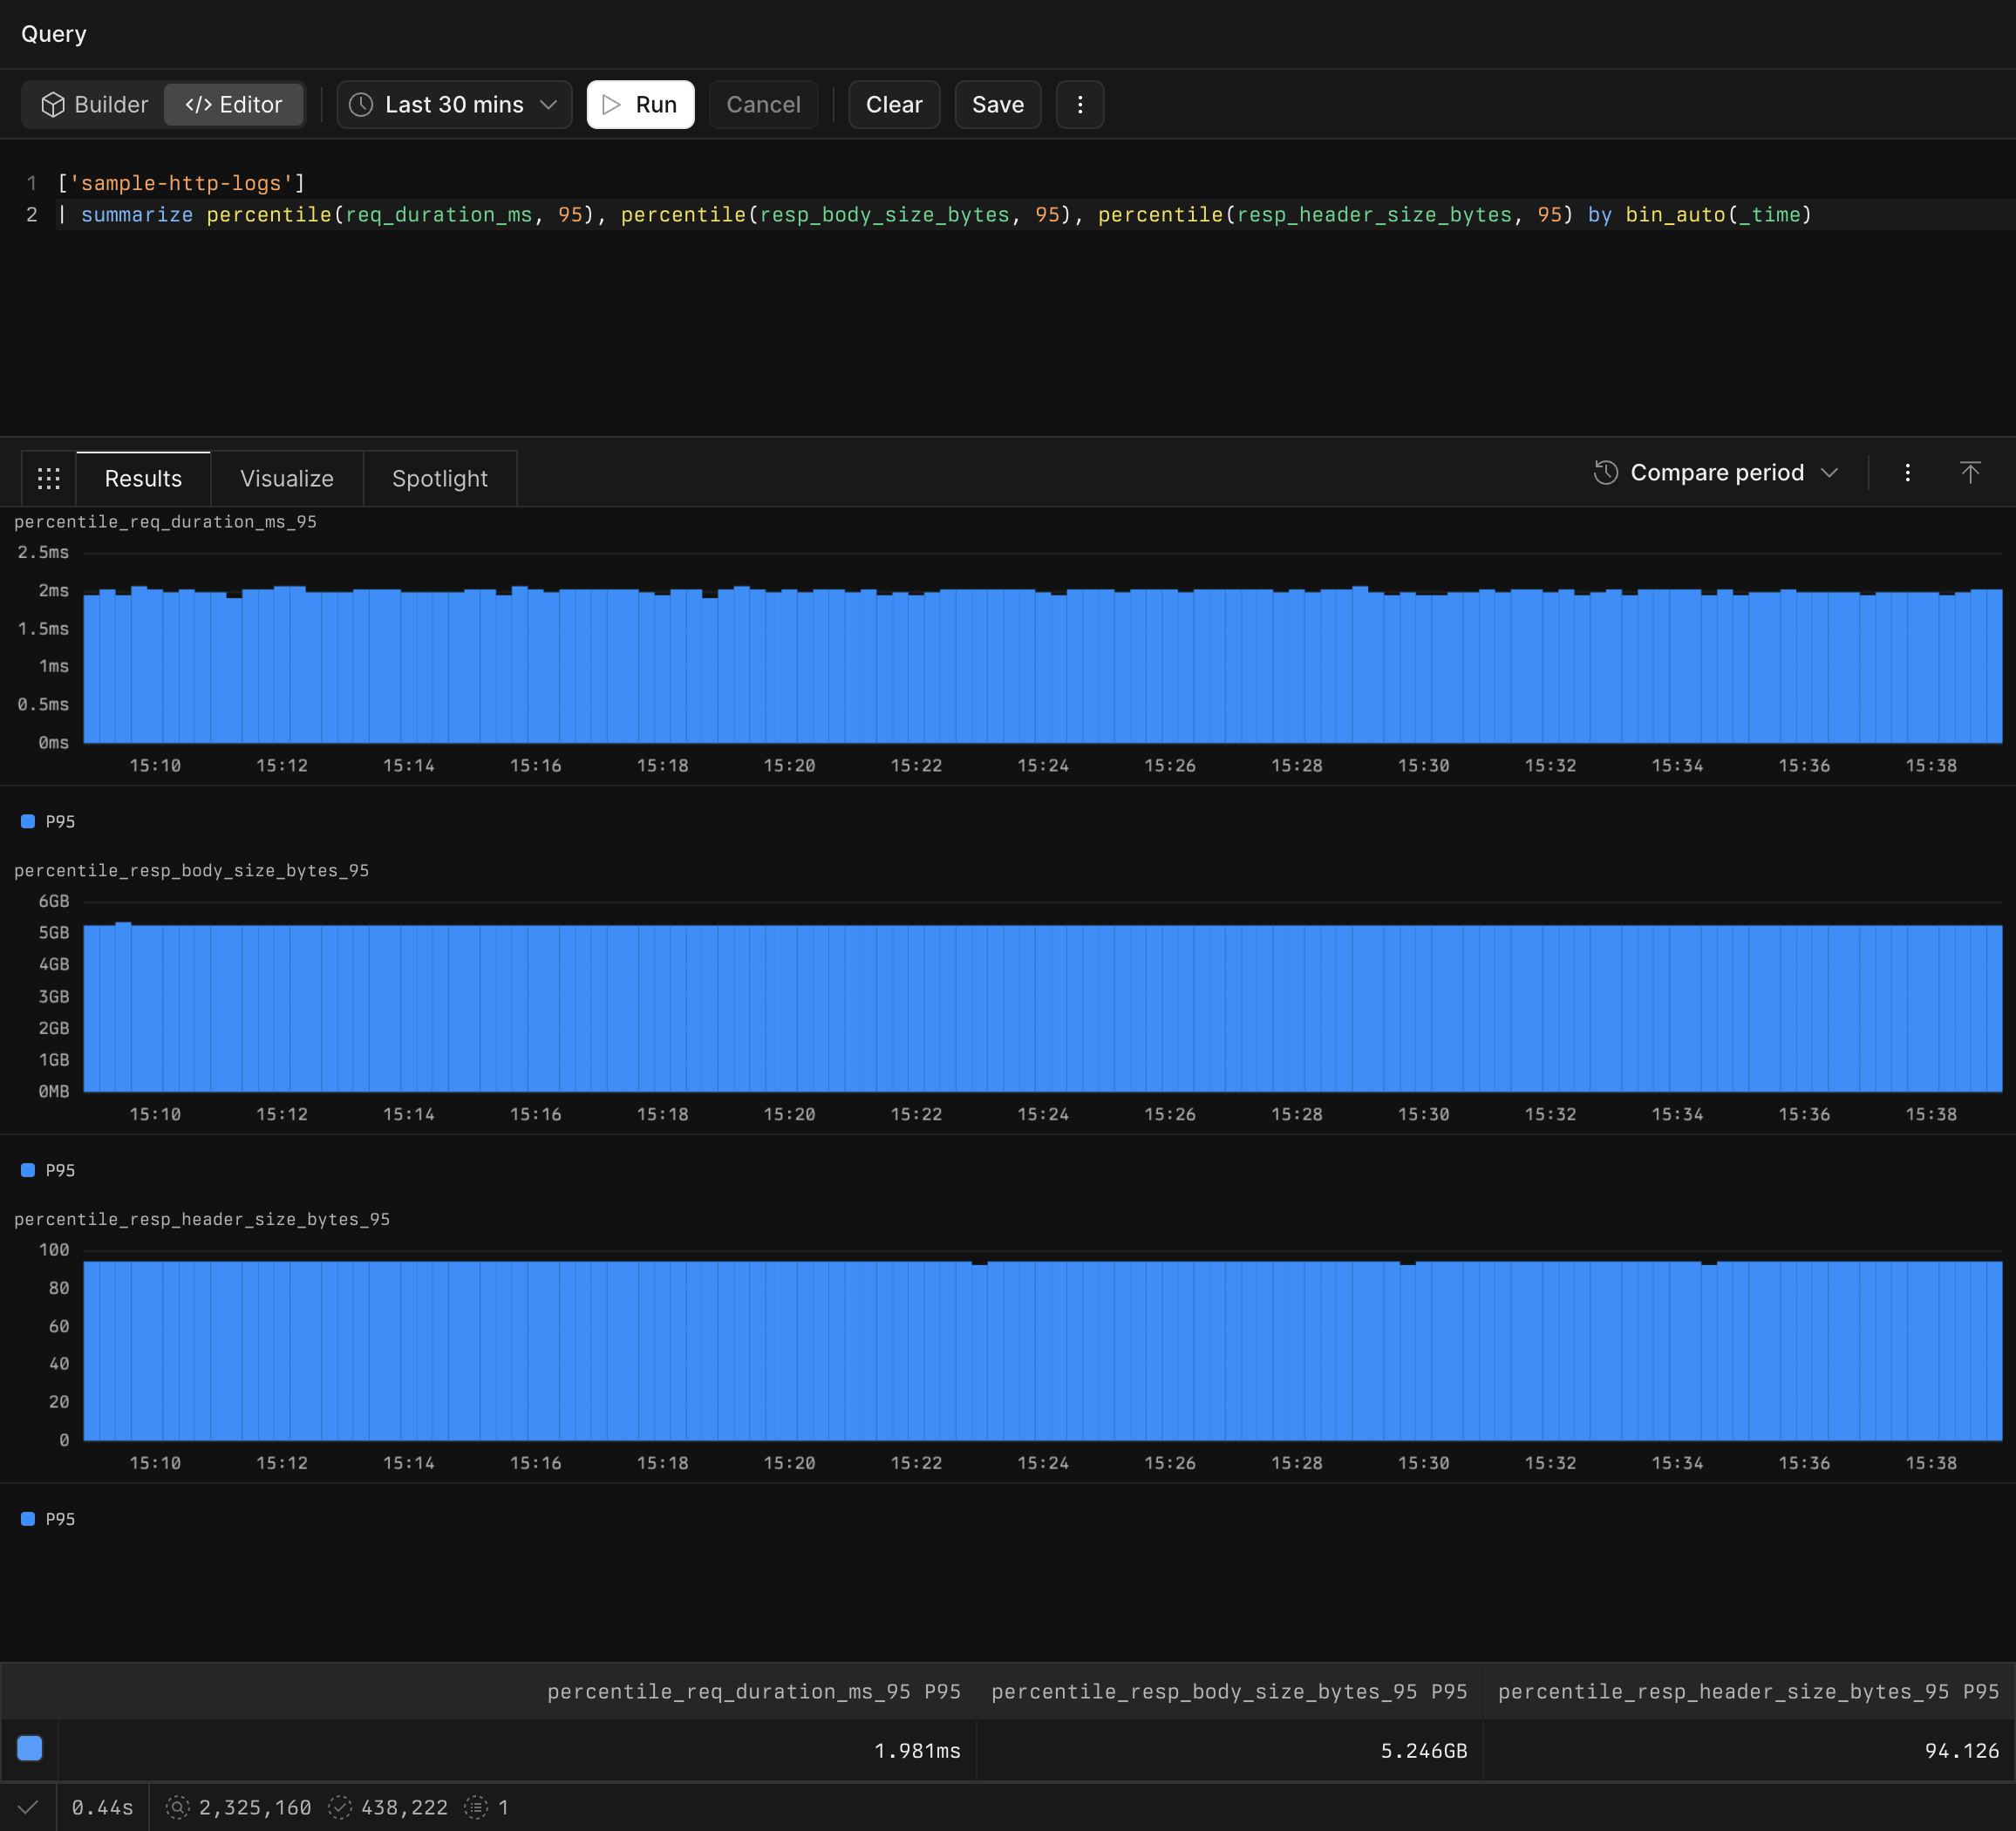 Query
Builder </> Editor Last 30 mins Run Cancel Clear Save
1 ['sample-http-logs']
2 | summarize percentile(req_duration_ms, 95), percentile(resp_body_size_bytes, 95), percentile(resp_header_size_bytes, 95) by bin_auto(_time)
Results Visualize Spotlight Compare period
percentile_req_duration_ms_95
2.5ms
2ms
1.5ms
1ms
0.5ms
0ms
15:10 15:12 15:14 15:16 15:18 15:20 15:22 15:24 15:26 15:28 15:30 15:32 15:34 15:36 15:38
P95
percentile_resp_body_size_bytes_95
6GB
5GB
4GB
3GB
2GB
1GB
0MB
15:10 15:12 15:14 15:16 15:18 15:20 15:22 15:24 15:26 15:28 15:30 15:32 15:34 15:36 15:38
P95
percentile_resp_header_size_bytes_95
100
80
60
40
20
0
15:10 15:12 15:14 15:16 15:18 15:20 15:22 15:24 15:26 15:28 15:30 15:32 15:34 15:36 15:38
P95
percentile_req_duration_ms_95 P95 percentile_resp_body_size_bytes_95 P95 percentile_resp_header_size_bytes_95 P95
1.981ms 5.246GB 94.126
0.44s 2,325,160 438,222 1